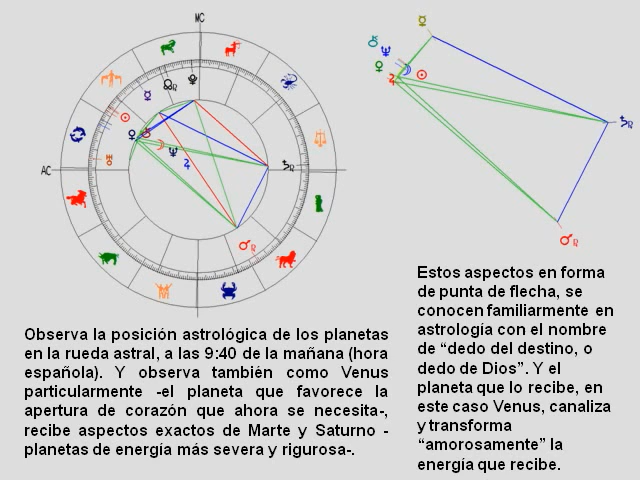 MC
AC
R
R
R
R
R
Observa la posición astrológica de los planetas
en la rueda astral, a las 9:40 de la mañana (hora
española). Y observa también como Venus
particularmente -el planeta que favorece la
apertura de corazón que ahora se necesita-,
recibe aspectos exactos de Marte y Saturno -
planetas de energía más severa y rigurosa-.
Estos aspectos en forma
de punta de flecha, se
conocen familiarmente en
astrología con el nombre
de “dedo del destino, o
dedo de Dios”. Y el
planeta que lo recibe, en
este caso Venus, canaliza
y transforma
“amorosamente” la
energía que recibe.